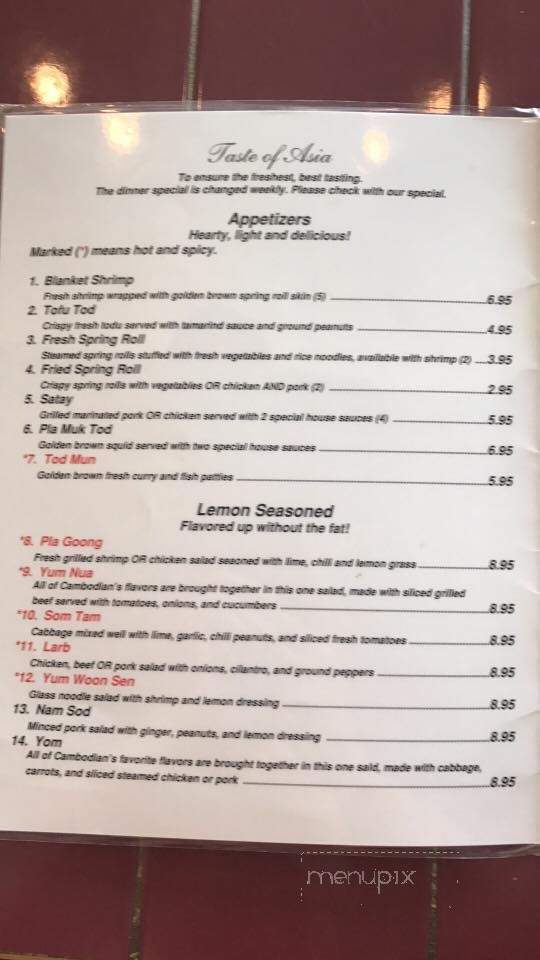 Taste of Asia
To ensure the freshest, best tasting.
The dinner special is changed weekly. Please check with our special.
Appetizers
Hearty, light and delicious!
Marked (*) means hot and spicy.
1. Blanket Shrimp
Fresh shrimp wrapped with golden brown spring roll skin (5) 6.95
2. Tofu Tod
Crispy fresh todu served with tamarind sauce and ground peanuts 4.95
3. Fresh Spring Roll
Steamed spring rolls stuffed with fresh vegetables and rice noodles, available with shrimp (2) 3.95
4. Fried Spring Roll
Crispy spring rolls with vegetables OR chicken AND pork (2) 2.95
5. Satay
Grilled marinated pork OR chicken served with 2 special house sauces (4) 5.95
6. Pla Muk Tod
Golden brown squid served with two special house sauces 6.95
*7. Tod Mun
Golden brown fresh curry and fish patties 5.95
Lemon Seasoned
Flavored up without the fat!
*8. Pla Goong
Fresh grilled shrimp OR chicken salad seaoned with lime, chili and lemon grass 8.95
*9. Yum Nua
All of Cambodian's flavors are brought together in this one salad, made with sliced grilled
beef served with tomatoes, onions, and cucumbers 8.95
*10. Som Tam
Cabbage mixed well with lime, garlic, chili peanuts, and sliced fresh tomatoes 8.95
*11. Larb
Chicken, beef OR pork salad with onions, cilantro, and ground peppers 8.95
*12. Yum Woon Sen
Glass noodle salad with shrimp and lemon dressing 8.95
13. Nam Sod
Minced pork salad with ginger, peanuts, and lemon dressing 8.95
14. Yom
All of Cambodian's favorite flavors are brought together in this one sald, made with cabbage,
carrots, and sliced steamed chicken or pork 8.95
menupix